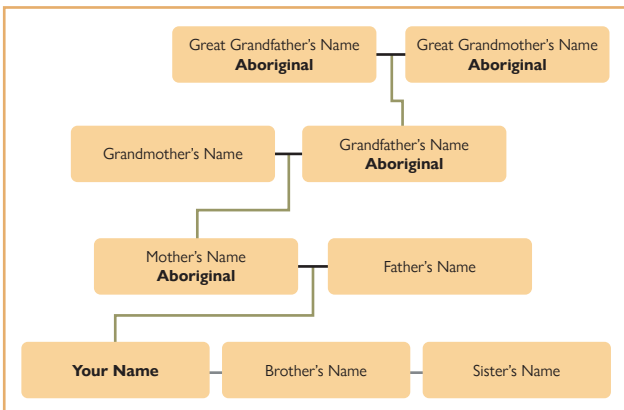 Great Grandfather's Name
Aboriginal
Great Grandmother's Name
Aboriginal
Grandmother's Name
Grandfather's Name
Aboriginal
Mother's Name
Aboriginal
Father's Name
Your Name
Brother's Name
Sister's Name